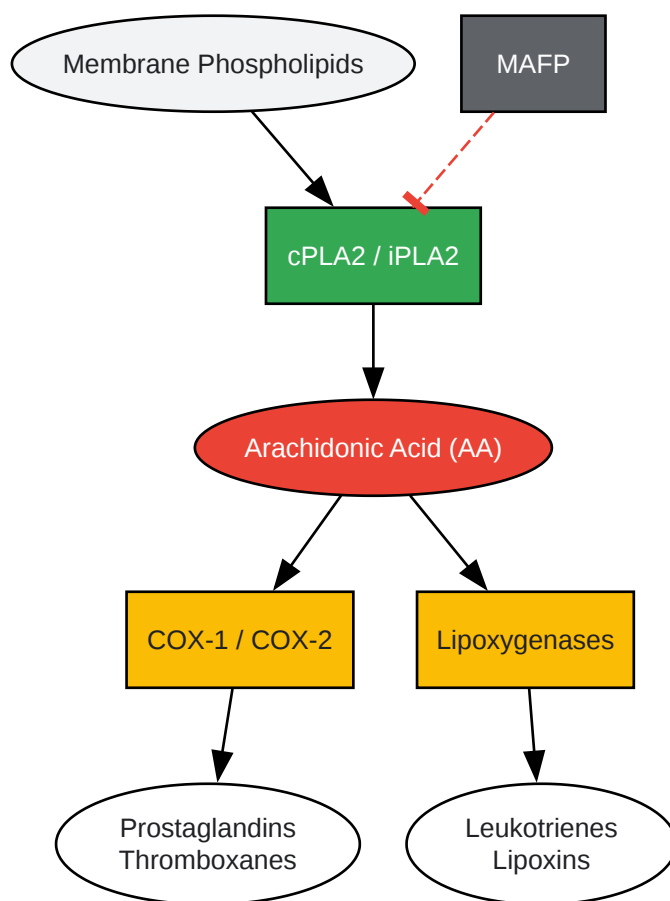 Membrane Phospholipids
MAFP
cPLA2 / iPLA2
Arachidonic Acid (AA)
COX-1 / COX-2
Lipoxygenases
Prostaglandins
Thromboxanes
Leukotrienes
Lipoxins